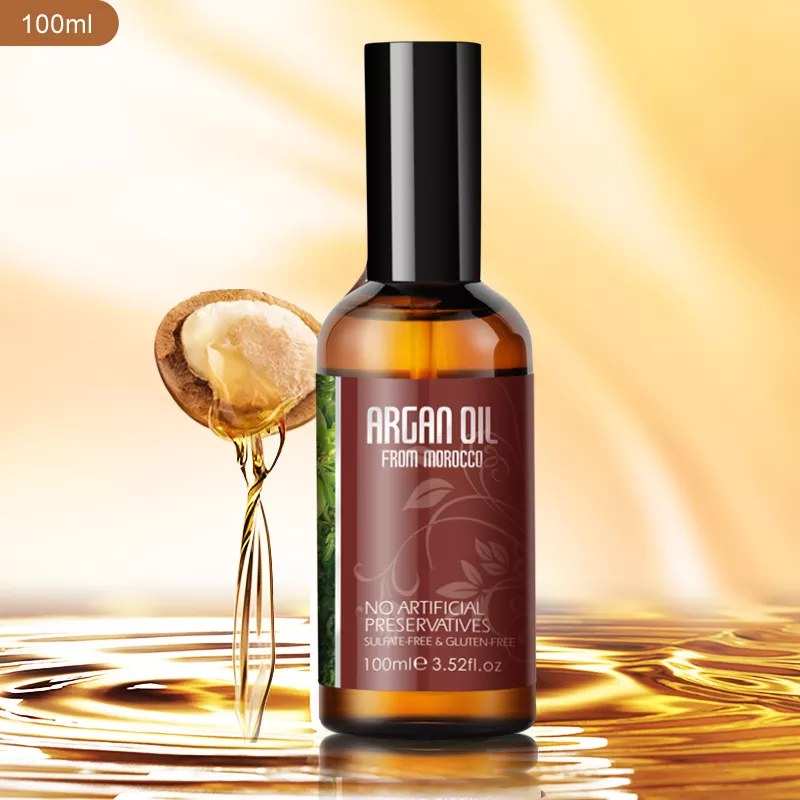 100ml
ARGAN OIL
FROM MOROCCO
NO ARTIFICIAL
PRESERVATIVES
SULFATE-FREE & GLUTEN-FREE
100ml℮ 3.52fl.oz